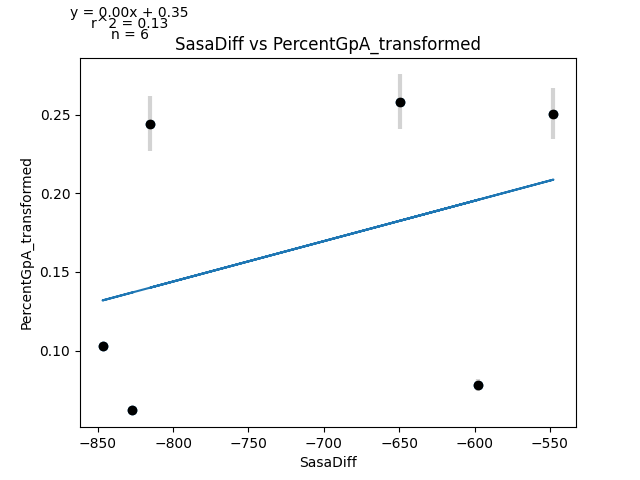 y = 0.00x + 0.35
r^2 = 0.13
n = 6
SasaDiff vs PercentGpA_transformed
0.25
0.20
0.15
0.10
PercentGpA_transformed
−850
−800
−750
−700
−650
−600
−550
SasaDiff